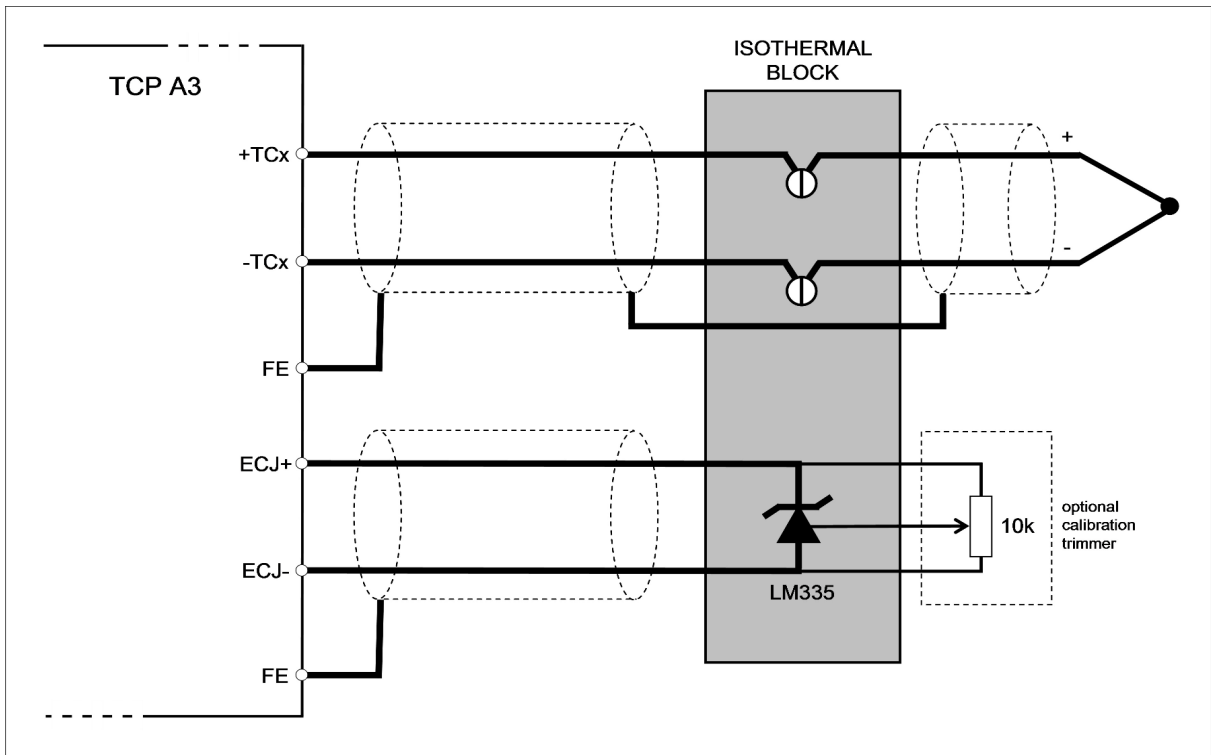 ISOTHERMAL
BLOCK
TCP A3
+TCx
+
-TCx
-
FE
ECJ+
10k
optional
calibration
trimmer
ECJ-
LM335
FE